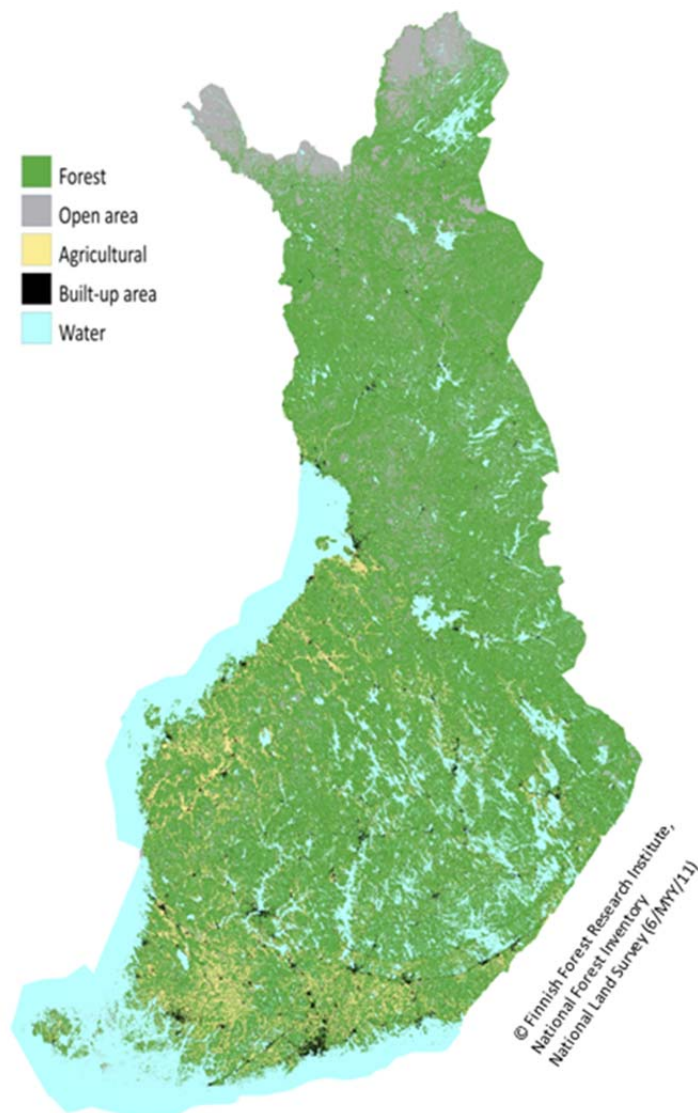 Forest
Open area
Agricultural
Built-up area
Water
© Finnish Forest Research Institute,
National Forest Inventory
National Land Survey (6/MYY/11)